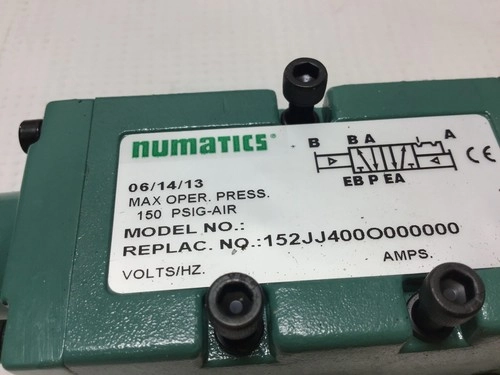 numatics®
B B A A
EB P EA
CE
06/14/13
MAX OPER. PRESS.
150 PSIG-AIR
MODEL NO.:
REPLAC. NO.:152JJ400O000000
VOLTS/HZ. AMPS.